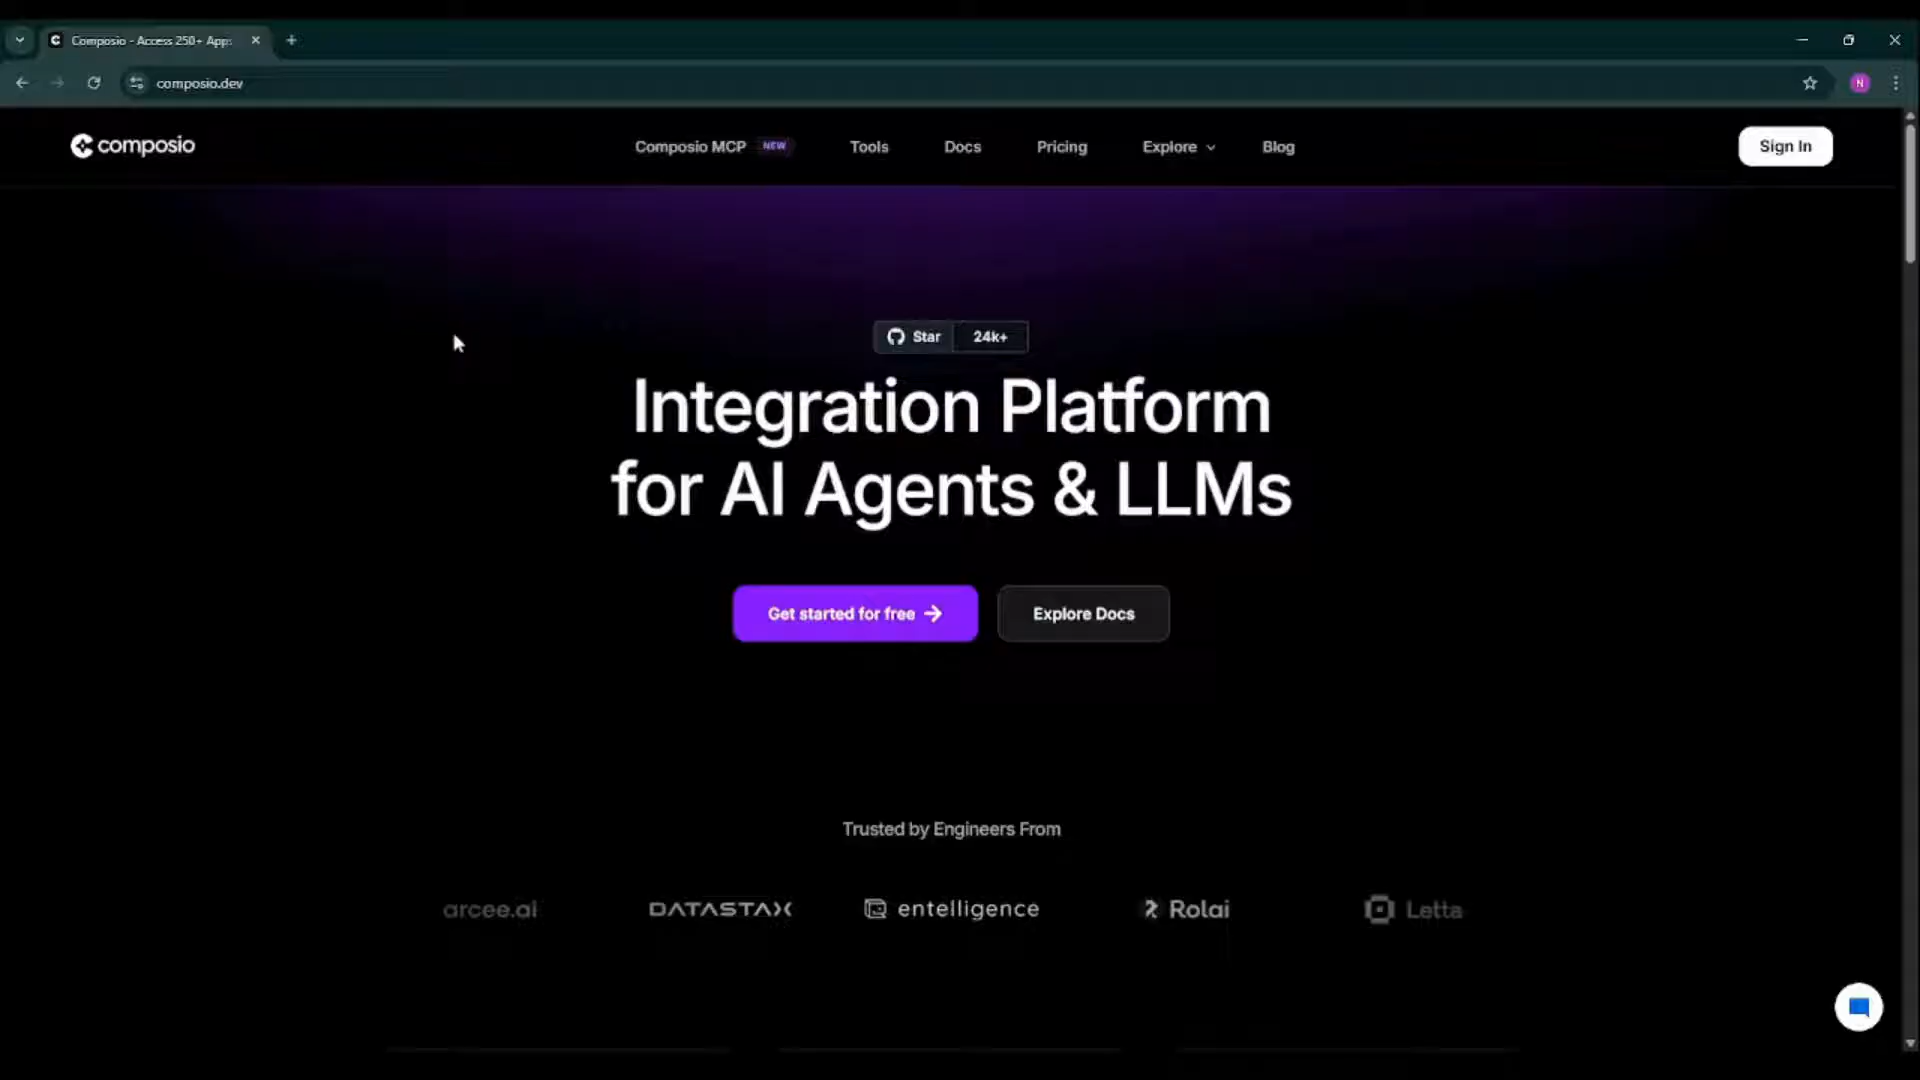 Composio - Access 250+ App
composio.dev
N
composio
Composio MCP NEW
Tools
Docs
Pricing
Explore
Blog
Sign In
Star 24k+
Integration Platform
for AI Agents & LLMs
Get started for free
Explore Docs
Trusted by Engineers From
arcee.ai
DATASTAX
entelligence
Rolai
Letta